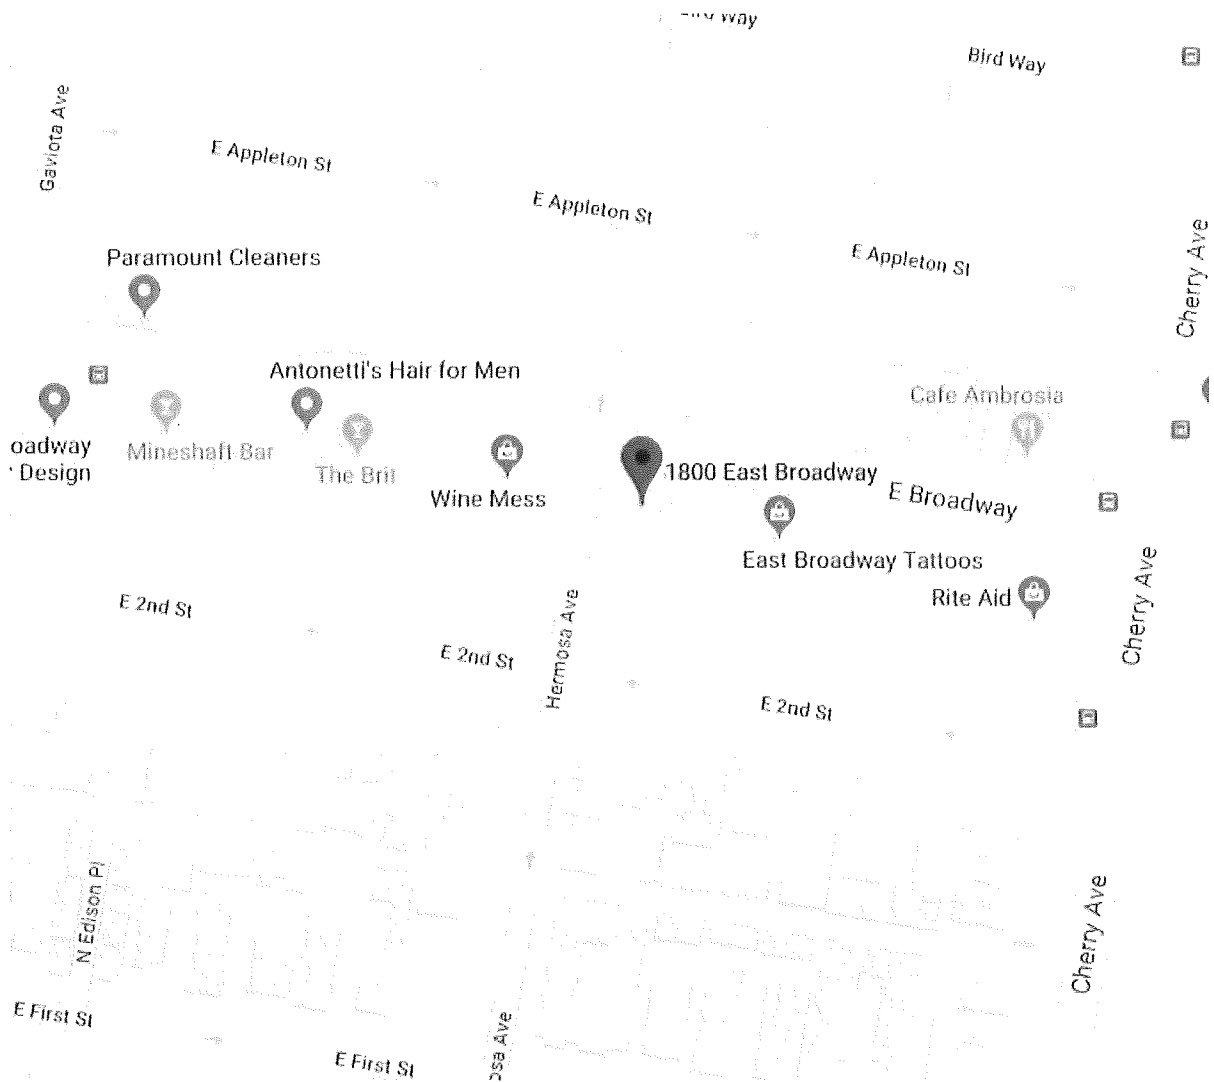 Bird Way
Bird Way
Gaviota Ave
E Appleton St
E Appleton St
E Appleton St
Cherry Ave
Paramount Cleaners
Antonetti's Hair for Men
Cafe Ambrosia
oadway
Design
Mineshaft Bar
The Brit
Wine Mess
1800 East Broadway
E Broadway
East Broadway Tattoos
Rite Aid
Cherry Ave
E 2nd St
E 2nd St
Hermosa Ave
E 2nd St
N Edison Pl
Cherry Ave
E First St
osa Ave
E First St